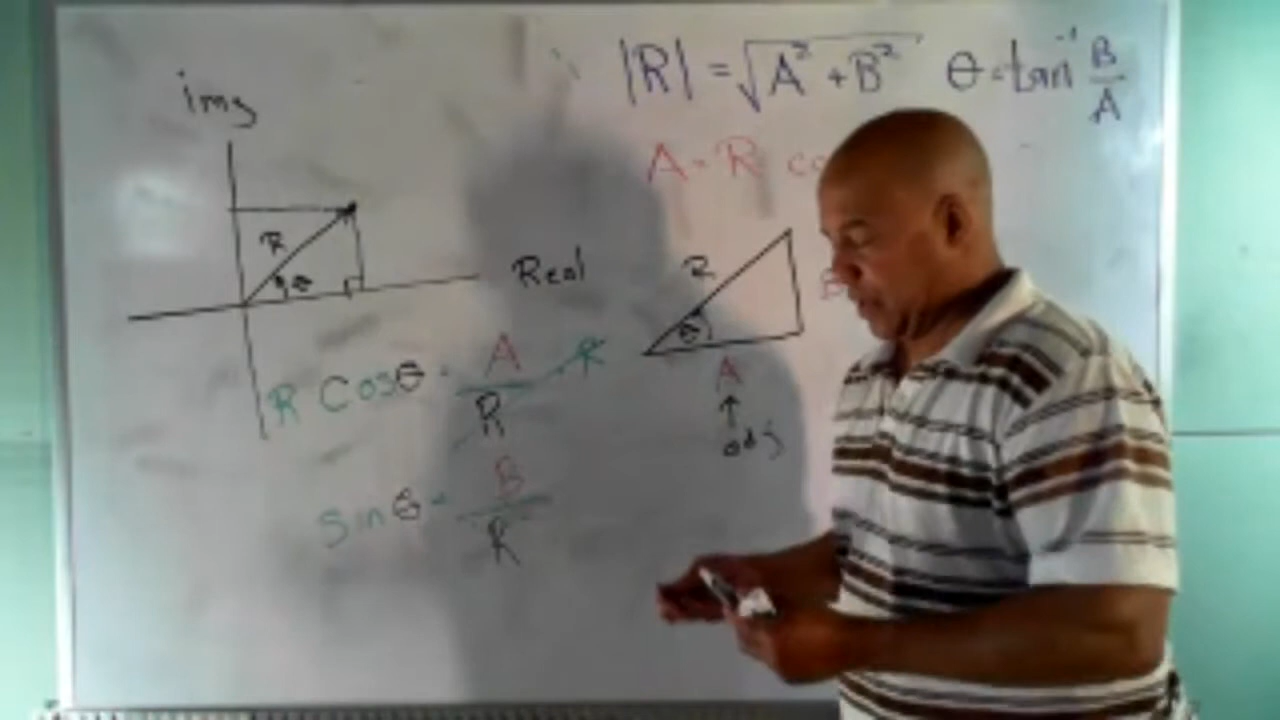 |R| = √A² + B² θ = tan⁻¹ B/A
img
A = R co
R
θ
Real
R
θ
B
A
↑
adj
R Cosθ = A/R · R
Sinθ = B/R